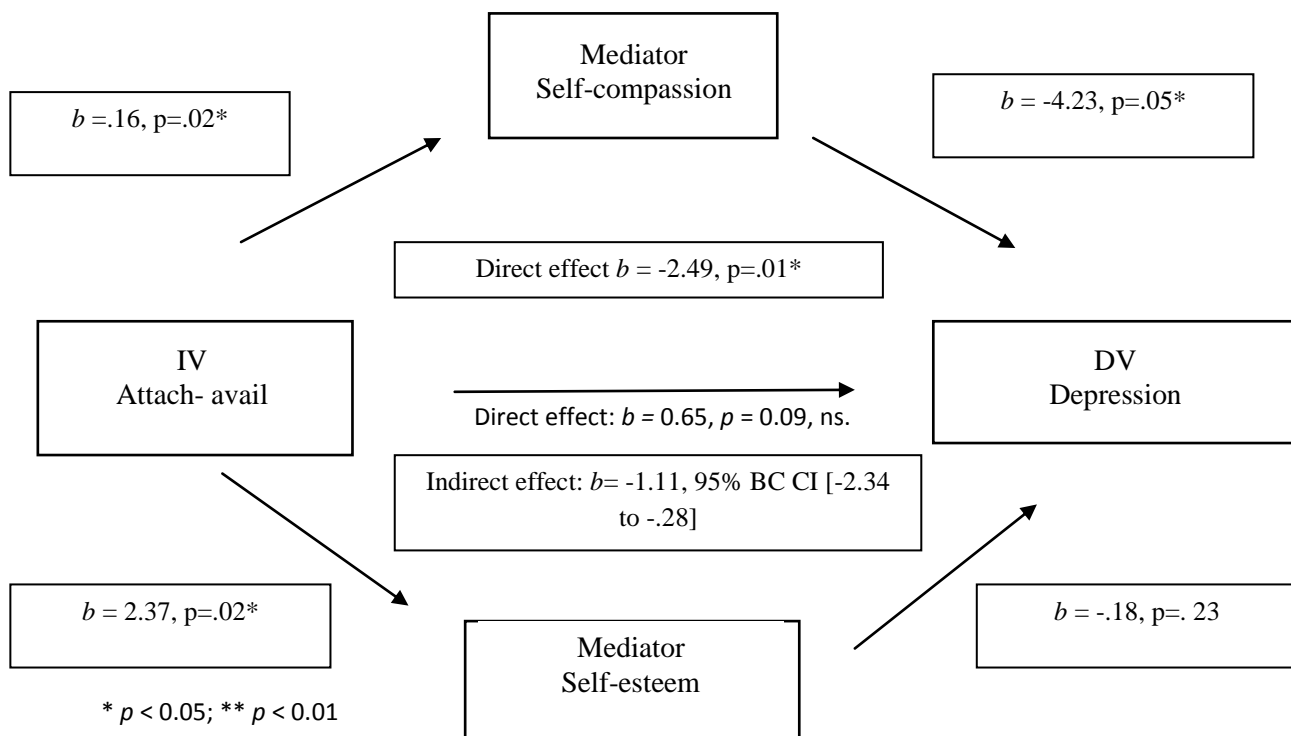 Mediator
Self-compassion
b =.16, p=.02*
b = -4.23, p=.05*
Direct effect b = -2.49, p=.01*
IV
Attach- avail
DV
Depression
Direct effect: b = 0.65, p = 0.09, ns.
Indirect effect: b= -1.11, 95% BC CI [-2.34
to -.28]
b = 2.37, p=.02*
b = -.18, p=. 23
Mediator
Self-esteem
* p < 0.05; ** p < 0.01